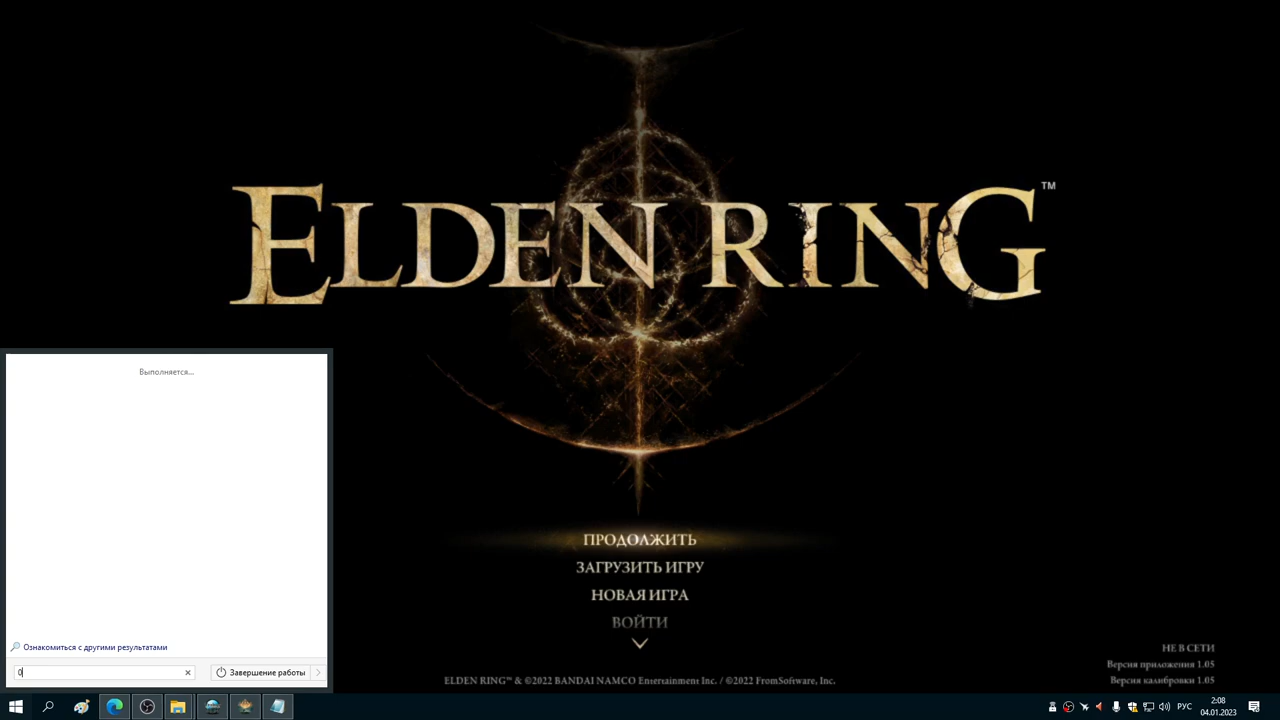 ELDEN RING™
Выполняется...
ПРОДОЛЖИТЬ
ЗАГРУЗИТЬ ИГРУ
НОВАЯ ИГРА
ВОЙТИ
Ознакомиться с другими результатами
0
Завершение работы
НЕ В СЕТИ
Версия приложения 1.05
Версия калибровки 1.05
ELDEN RING™ & ©2022 BANDAI NAMCO Entertainment Inc. / ©2022 FromSoftware, Inc.
РУС
2:08
04.01.2023